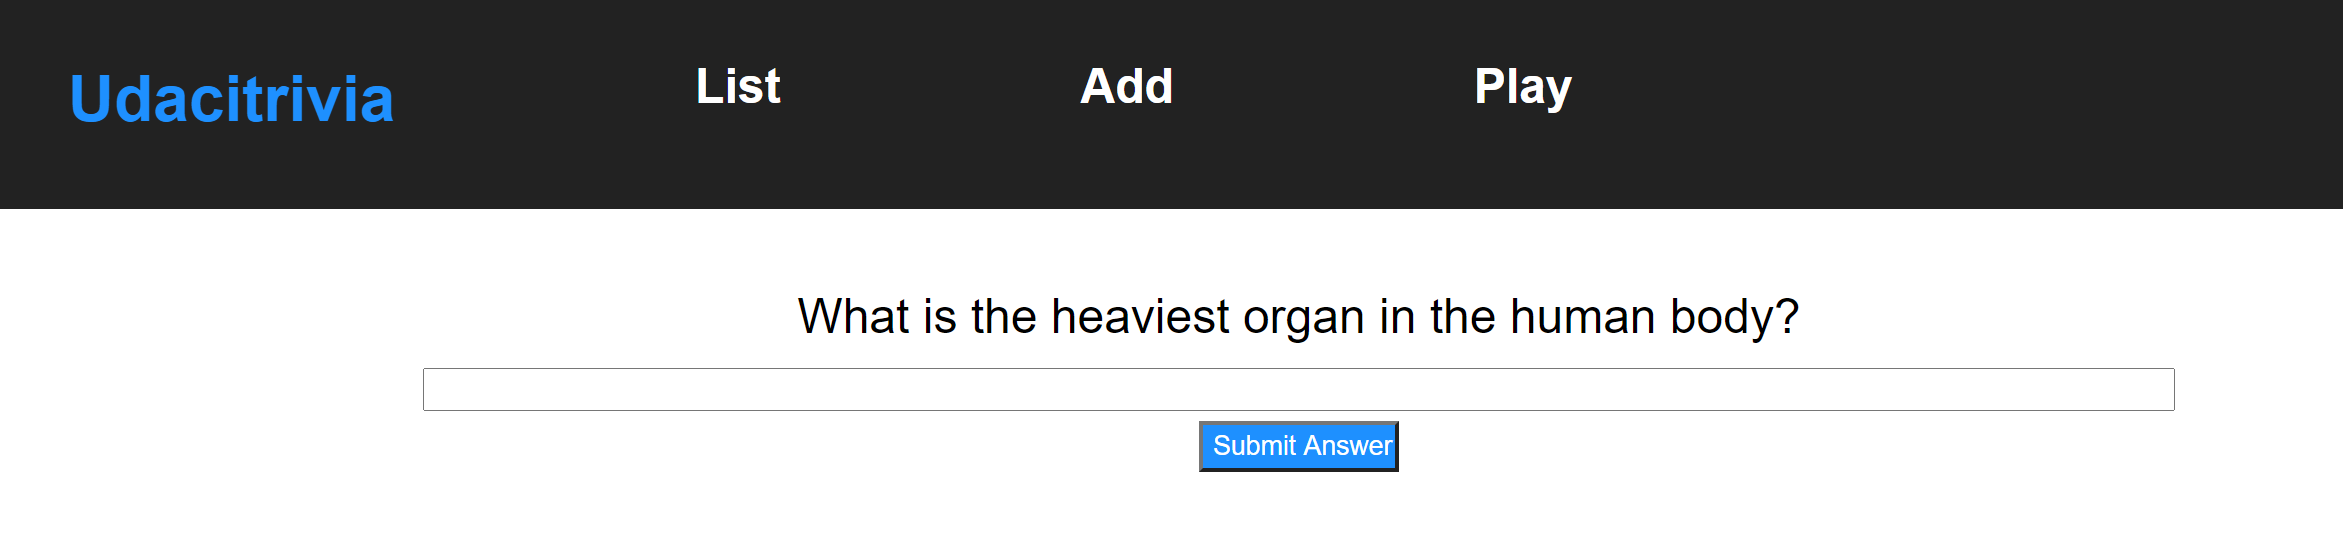 Udacitrivia
List
Add
Play
What is the heaviest organ in the human body?
Submit Answer